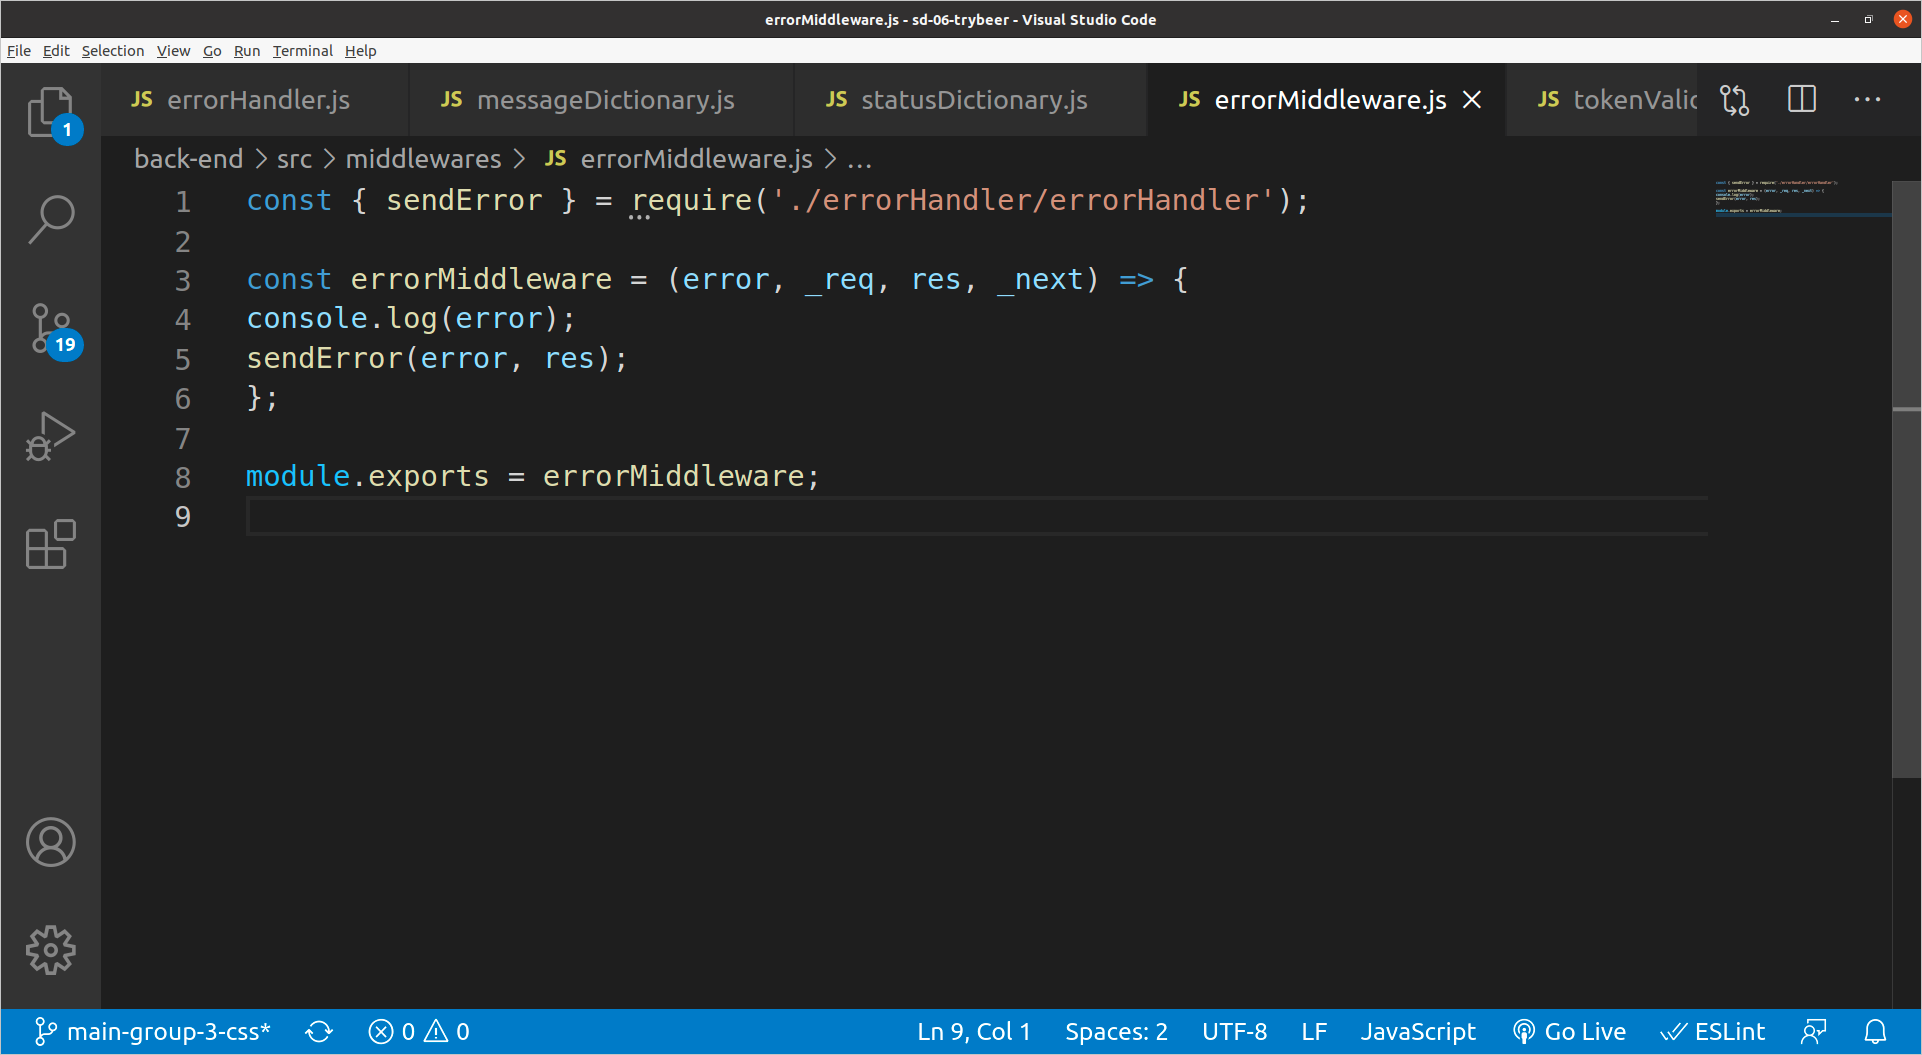 errorMiddleware.js - sd-06-trybeer - Visual Studio Code
File Edit Selection View Go Run Terminal Help
1
19
JS errorHandler.js JS messageDictionary.js JS statusDictionary.js JS errorMiddleware.js JS tokenValid
back-end > src > middlewares > JS errorMiddleware.js > ...
1 const { sendError } = require('./errorHandler/errorHandler');
2
3 const errorMiddleware = (error, _req, res, _next) => {
4 console.log(error);
5 sendError(error, res);
6 };
7
8 module.exports = errorMiddleware;
9
main-group-3-css* 0 0 Ln 9, Col 1 Spaces: 2 UTF-8 LF JavaScript Go Live ESLint